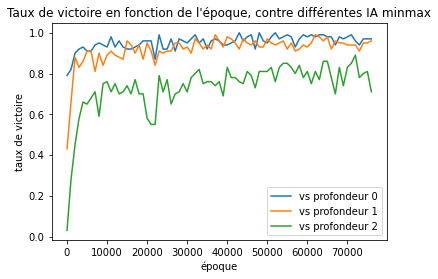 Taux de victoire en fonction de l'époque, contre différentes IA minmax
taux de victoire
1.0
0.8
0.6
0.4
0.2
0.0
0 10000 20000 30000 40000 50000 60000 70000
époque
vs profondeur 0
vs profondeur 1
vs profondeur 2